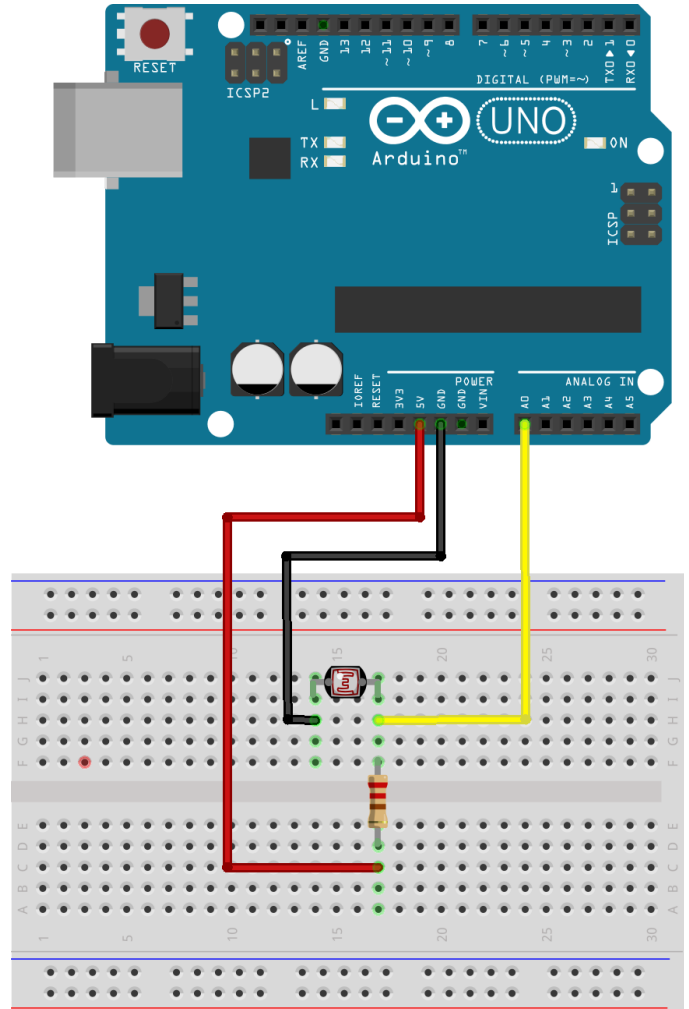 RESET
ICSP2
AREF
GND
13
12
~11
~10
~9
8
7
~6
~5
4
~3
2
TX0▶1
RX0◀0
DIGITAL (PWM=~)
L
TX
RX
Arduino™
UNO
ON
1
ICSP
IOREF
RESET
3V3
5V
GND
GND
VIN
POWER
A0
A1
A2
A3
A4
A5
ANALOG IN
1 5 10 15 20 25 30
J J
I I
H H
G G
F F
E E
D D
C C
B B
A A
1 5 10 15 20 25 30